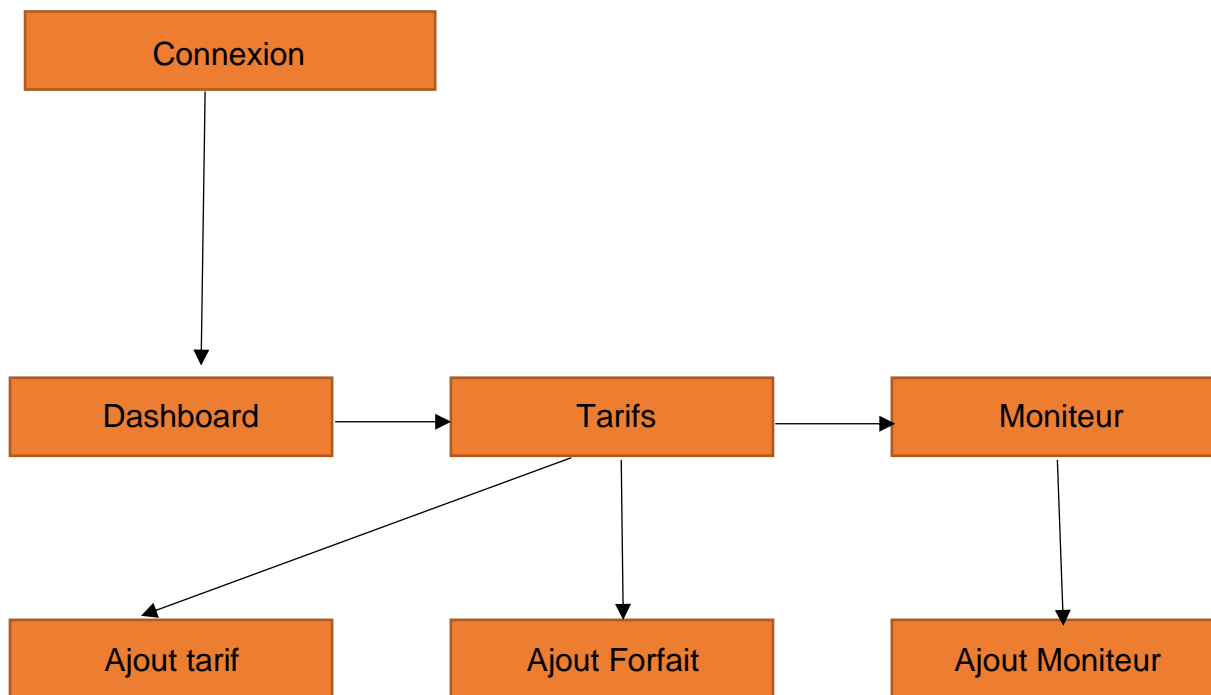 Connexion
Dashboard
Tarifs
Moniteur
Ajout tarif
Ajout Forfait
Ajout Moniteur